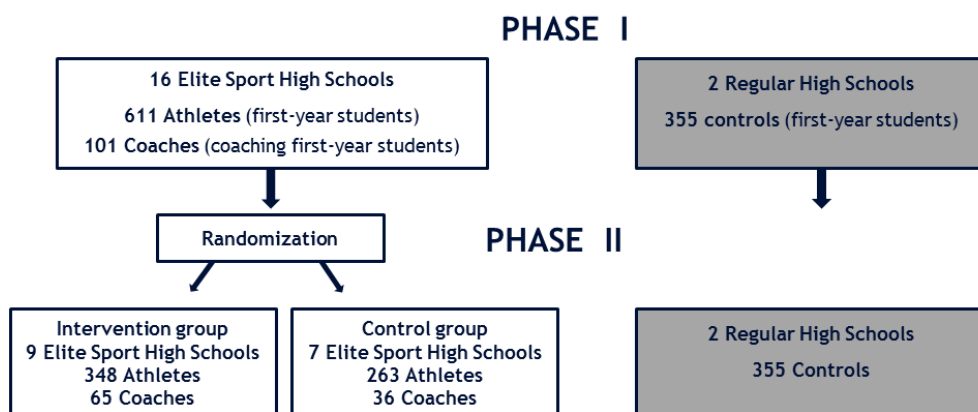 PHASE I
16 Elite Sport High Schools
611 Athletes (first-year students)
101 Coaches (coaching first-year students)
2 Regular High Schools
355 controls (first-year students)
Randomization
PHASE II
Intervention group
9 Elite Sport High Schools
348 Athletes
65 Coaches
Control group
7 Elite Sport High Schools
263 Athletes
36 Coaches
2 Regular High Schools
355 Controls